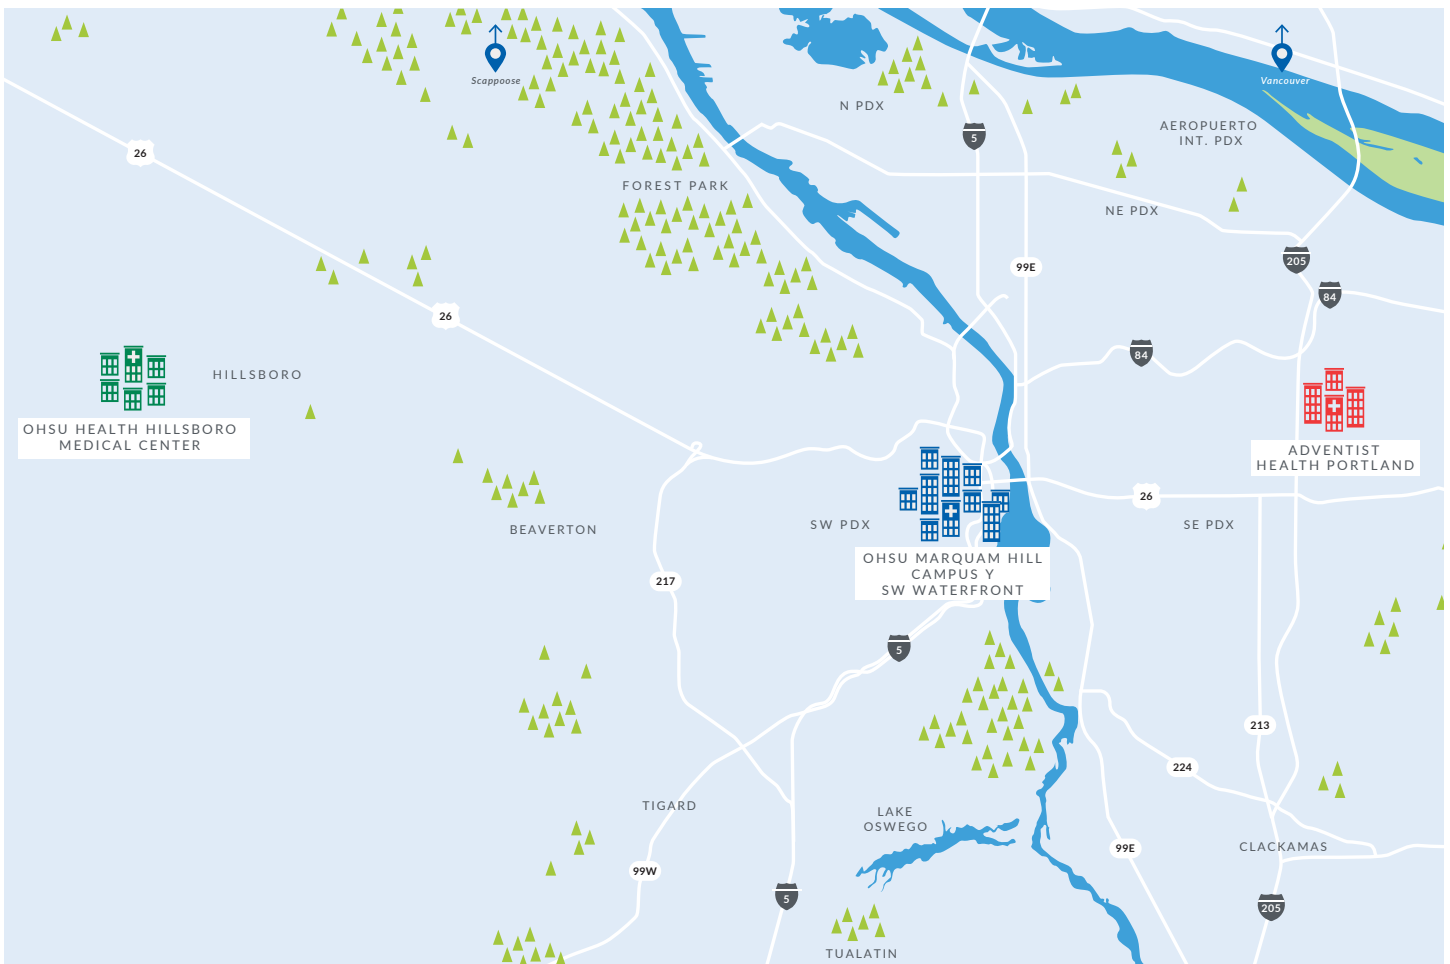 Scappoose
Vancouver
N PDX
5
AEROPUERTO
INT. PDX
26
FOREST PARK
NE PDX
205
99E
84
26
84
HILLSBORO
OHSU HEALTH HILLSBORO
MEDICAL CENTER
ADVENTIST
HEALTH PORTLAND
26
BEAVERTON
SW PDX
SE PDX
OHSU MARQUAM HILL
CAMPUS Y
SW WATERFRONT
217
5
213
224
TIGARD
LAKE
OSWEGO
99E
CLACKAMAS
99W
5
205
TUALATIN